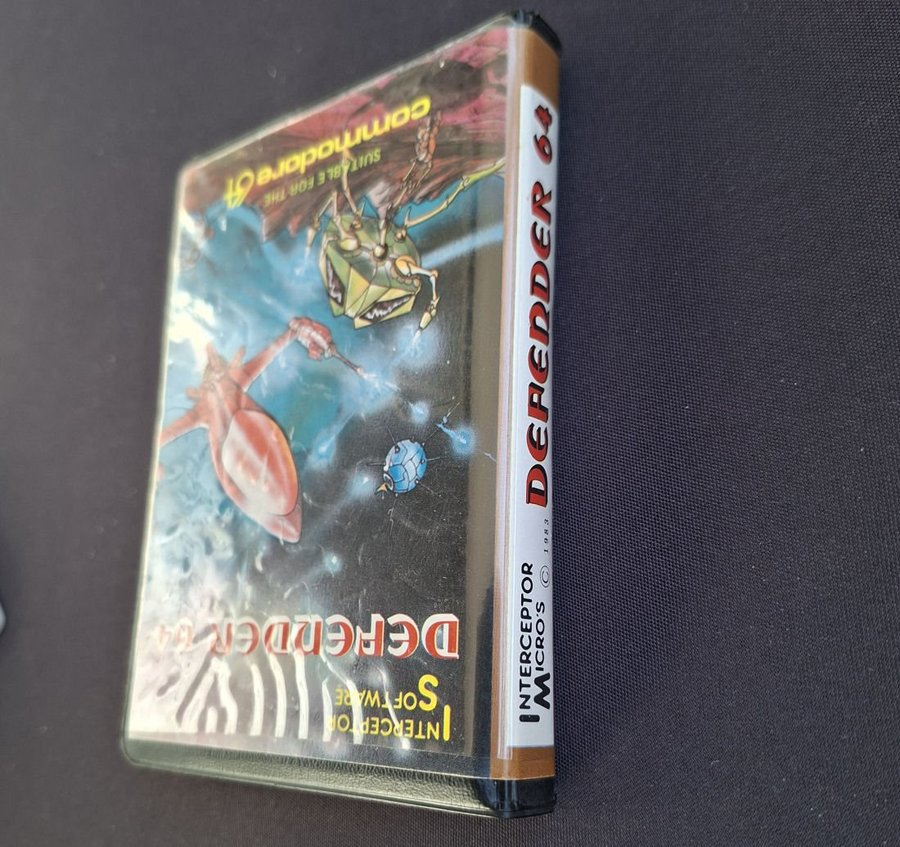 INTERCEPTOR
SOFTWARE
DEFENDER 64
SUITABLE FOR THE
commodore 64
INTERCEPTOR
MICRO'S © 1983 DEFENDER 64